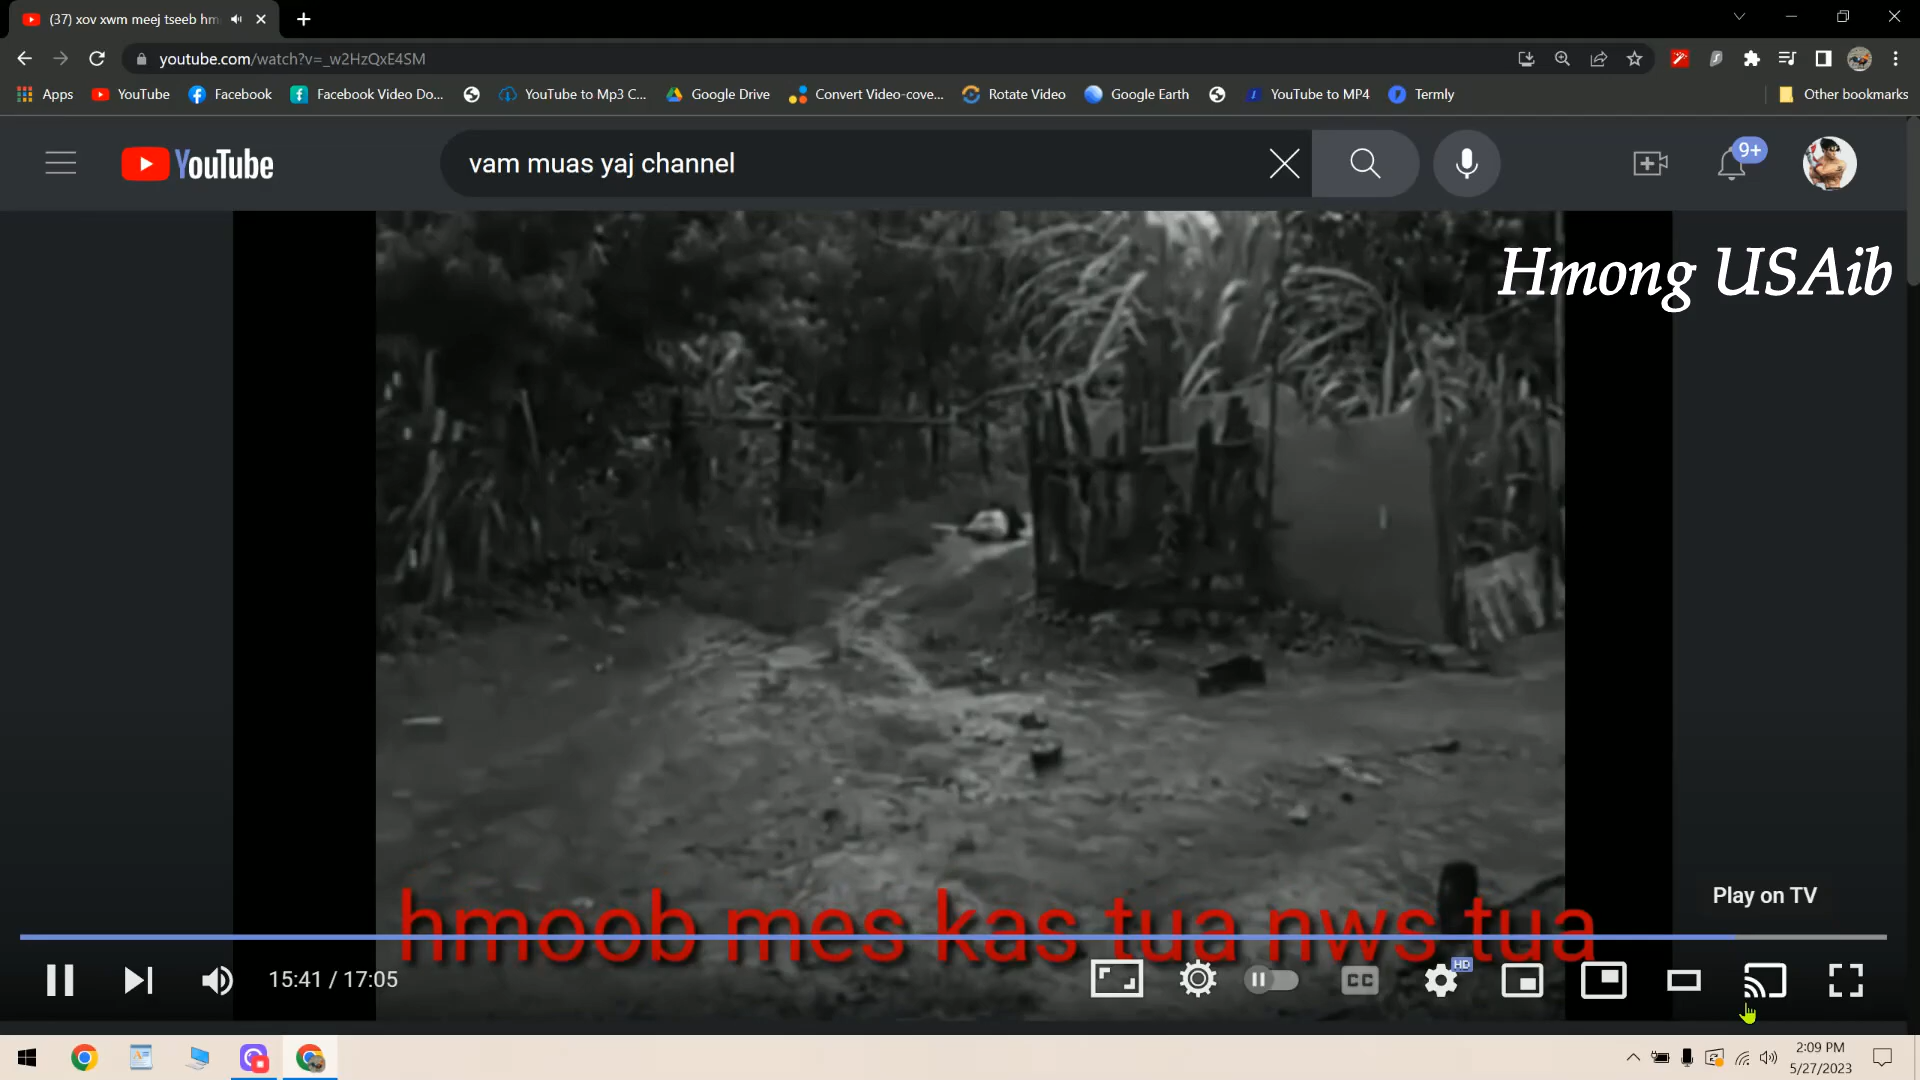 (37) xov xwm meej tseeb hm
youtube.com/watch?v=_w2HzQxE4SM
Apps YouTube Facebook Facebook Video Do... YouTube to Mp3 C... Google Drive Convert Video-cove... Rotate Video Google Earth YouTube to MP4 Termly Other bookmarks
YouTube vam muas yaj channel 9+
Hmong USAib
Play on TV
hmoob mes kas tua nws tua
15:41 / 17:05 CC HD
2:09 PM
5/27/2023